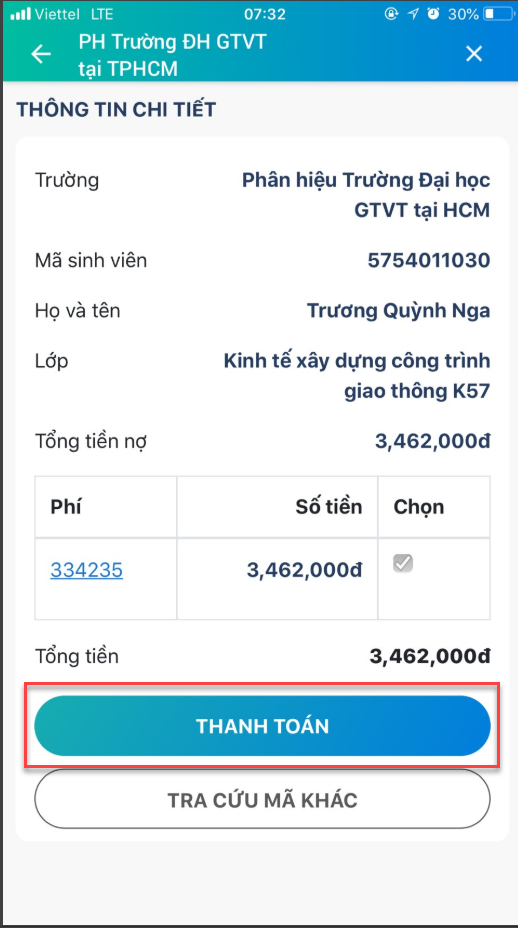 Viettel LTE 07:32 30%
PH Trường ĐH GTVT
tại TPHCM
THÔNG TIN CHI TIẾT
Trường Phân hiệu Trường Đại học
GTVT tại HCM
Mã sinh viên 5754011030
Họ và tên Trương Quỳnh Nga
Lớp Kinh tế xây dựng công trình
giao thông K57
Tổng tiền nợ 3,462,000đ
Phí Số tiền Chọn
334235 3,462,000đ
Tổng tiền 3,462,000đ
THANH TOÁN
TRA CỨU MÃ KHÁC